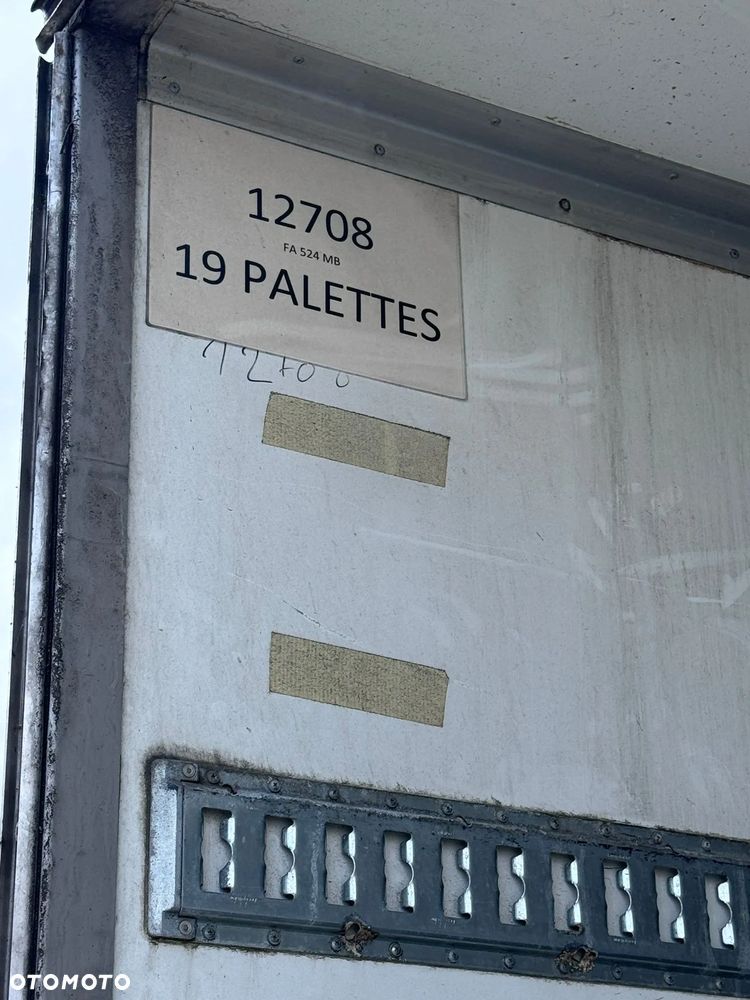 12708
FA 524 MB
19 PALETTES
OTOMOTO